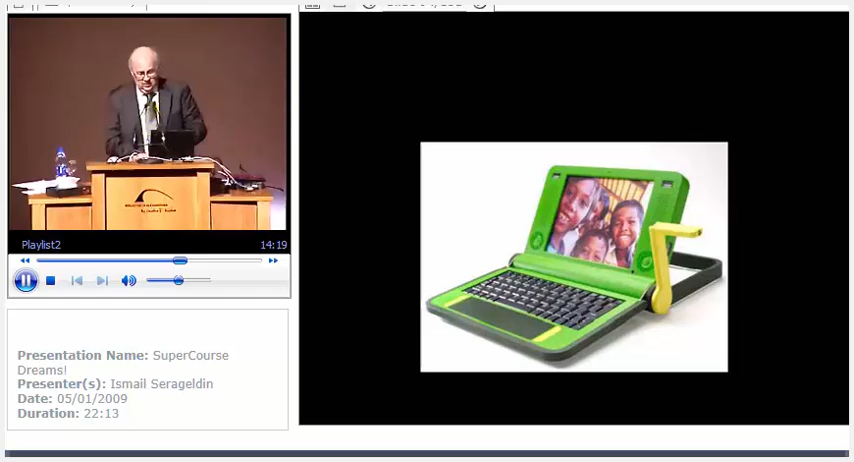 Playlist2 14:19
Presentation Name: SuperCourse
Dreams!
Presenter(s): Ismail Serageldin
Date: 05/01/2009
Duration: 22:13